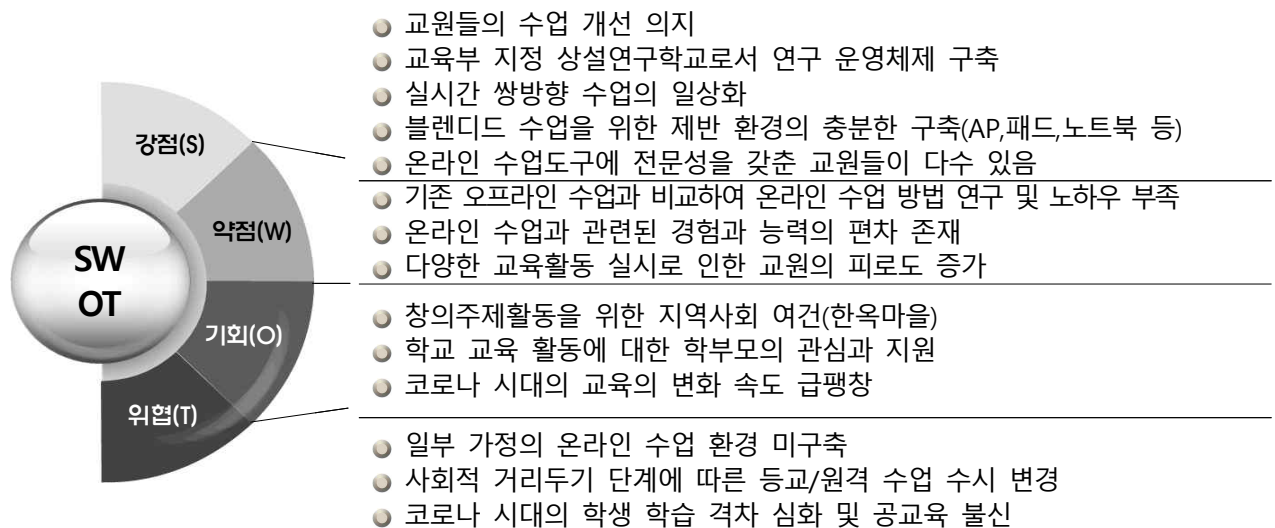 SW
OT
강점(S)
교원들의 수업 개선 의지
교육부 지정 상설연구학교로서 연구 운영체제 구축
실시간 쌍방향 수업의 일상화
블렌디드 수업을 위한 제반 환경의 충분한 구축(AP,패드,노트북 등)
온라인 수업도구에 전문성을 갖춘 교원들이 다수 있음
약점(W)
기존 오프라인 수업과 비교하여 온라인 수업 방법 연구 및 노하우 부족
온라인 수업과 관련된 경험과 능력의 편차 존재
다양한 교육활동 실시로 인한 교원의 피로도 증가
기회(O)
창의주제활동을 위한 지역사회 여건(한옥마을)
학교 교육 활동에 대한 학부모의 관심과 지원
코로나 시대의 교육의 변화 속도 급팽창
위협(T)
일부 가정의 온라인 수업 환경 미구축
사회적 거리두기 단계에 따른 등교/원격 수업 수시 변경
코로나 시대의 학생 학습 격차 심화 및 공교육 불신